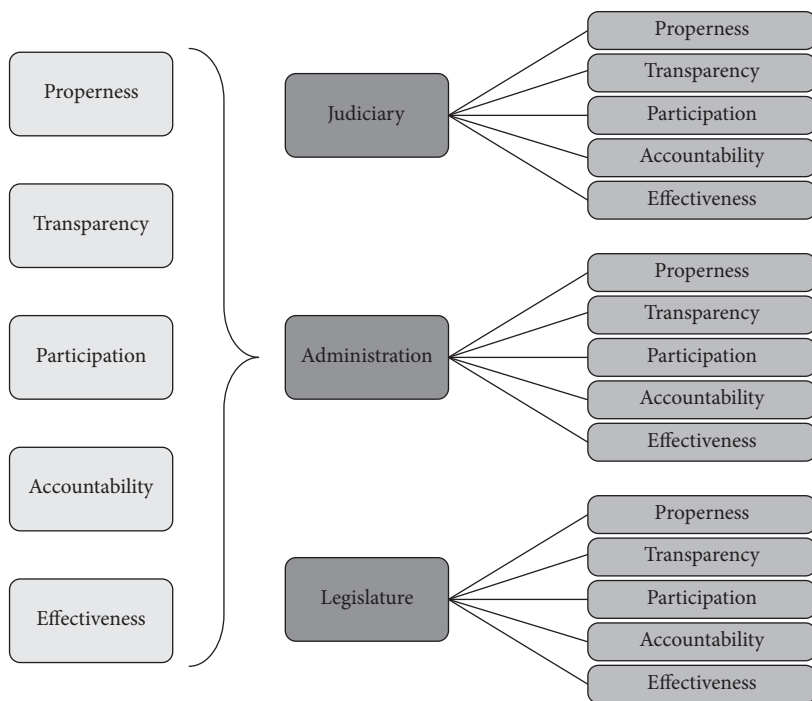 Properness
Transparency
Participation
Accountability
Effectiveness
Judiciary
Properness
Transparency
Participation
Accountability
Effectiveness
Administration
Properness
Transparency
Participation
Accountability
Effectiveness
Legislature
Properness
Transparency
Participation
Accountability
Effectiveness